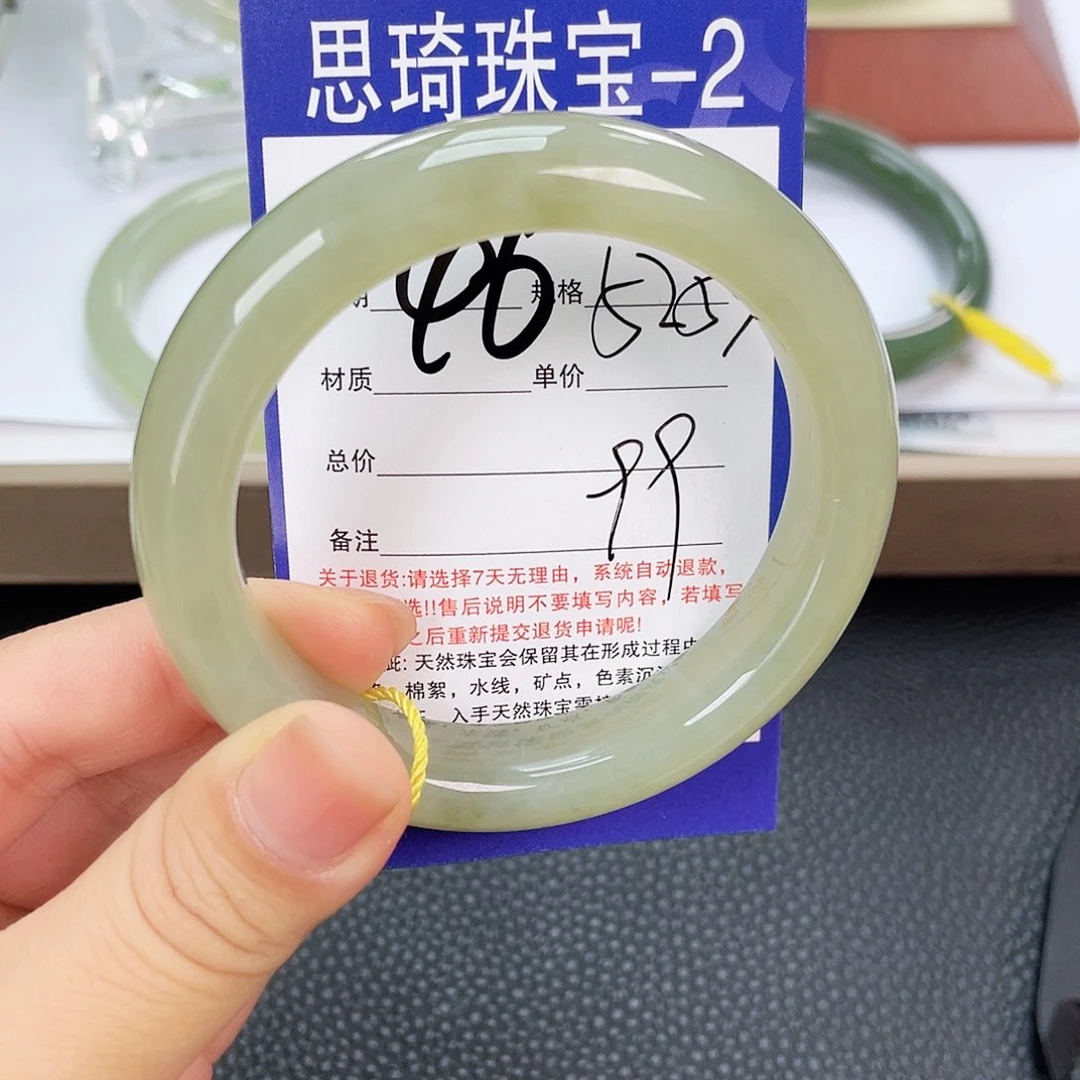 思琦珠宝-2
46 规格 525
材质 单价
总价 99
备注
关于退货:请选择7天无理由，系统自动退款，
选!!售后说明不要填写内容，若填写
之后重新提交退货申请呢!
疵: 天然珠宝会保留其在形成过程中
棉絮，水线，矿点，色素沉
入手天然珠宝需